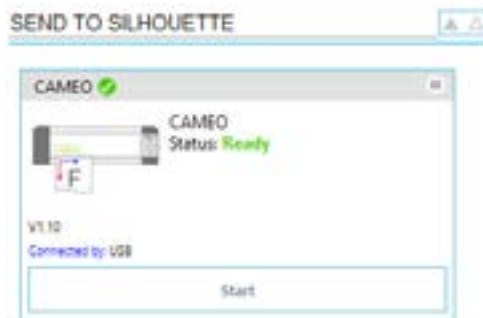 SEND TO SILHOUETTE
CAMEO
CAMEO
Status: Ready
F
V1.10
Connected by: USB
Start